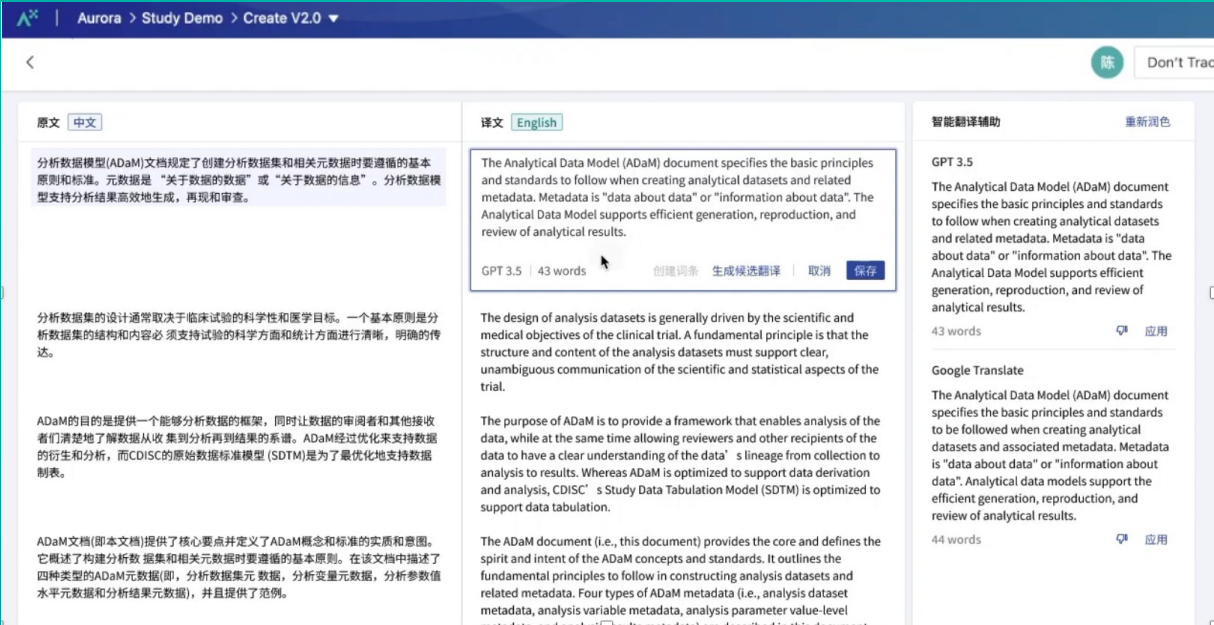 Aurora > Study Demo > Create V2.0
陈
Don't Trac
原文 中文
分析数据模型(ADaM)文档规定了创建分析数据集和相关元数据时要遵循的基本
原则和标准。元数据是 “关于数据的数据” 或 “关于数据的信息” 。分析数据模
型支持分析结果高效地生成，再现和审查。
分析数据集的设计通常取决于临床试验的科学性和医学目标。一个基本原则是分
析数据集的结构和内容必 须支持试验的科学方面和统计方面进行清晰，明确的传
达。
ADaM的目的是提供一个能够分析数据的框架，同时让数据的审阅者和其他接收
者们清楚地了解数据从收 集到分析再到结果的系谱。ADaM经过优化来支持数据
的衍生和分析，而CDISC的原始数据标准模型 (SDTM)是为了最优化地支持数据
制表。
ADaM文档(即本文档)提供了核心要点并定义了ADaM概念和标准的实质和意图。
它概述了构建分析数 据集和相关元数据时要遵循的基本原则。在该文档中描述了
四种类型的ADaM元数据(即，分析数据集元 数据，分析变量元数据，分析参数值
水平元数据和分析结果元数据)，并且提供了范例。
译文 English
The Analytical Data Model (ADaM) document specifies the basic principles
and standards to follow when creating analytical datasets and related
metadata. Metadata is "data about data" or "information about data". The
Analytical Data Model supports efficient generation, reproduction, and
review of analytical results.
GPT 3.5 | 43 words 创建词条 生成候选翻译 | 取消 保存
The design of analysis datasets is generally driven by the scientific and
medical objectives of the clinical trial. A fundamental principle is that the
structure and content of the analysis datasets must support clear,
unambiguous communication of the scientific and statistical aspects of the
trial.
The purpose of ADaM is to provide a framework that enables analysis of the
data, while at the same time allowing reviewers and other recipients of the
data to have a clear understanding of the data’s lineage from collection to
analysis to results. Whereas ADaM is optimized to support data derivation
and analysis, CDISC’s Study Data Tabulation Model (SDTM) is optimized to
support data tabulation.
The ADaM document (i.e., this document) provides the core and defines the
spirit and intent of the ADaM concepts and standards. It outlines the
fundamental principles to follow in constructing analysis datasets and
related metadata. Four types of ADaM metadata (i.e., analysis dataset
metadata, analysis variable metadata, analysis parameter value-level
智能翻译辅助 重新润色
GPT 3.5
The Analytical Data Model (ADaM) document
specifies the basic principles and standards
to follow when creating analytical datasets
and related metadata. Metadata is "data
about data" or "information about data". The
Analytical Data Model supports efficient
generation, reproduction, and review of
analytical results.
43 words 应用
Google Translate
The Analytical Data Model (ADaM) document
specifies the basic principles and standards
to be followed when creating analytical
datasets and associated metadata. Metadata
is "data about data" or "information about
data". Analytical data models support the
efficient generation, reproduction, and
review of analytical results.
44 words 应用